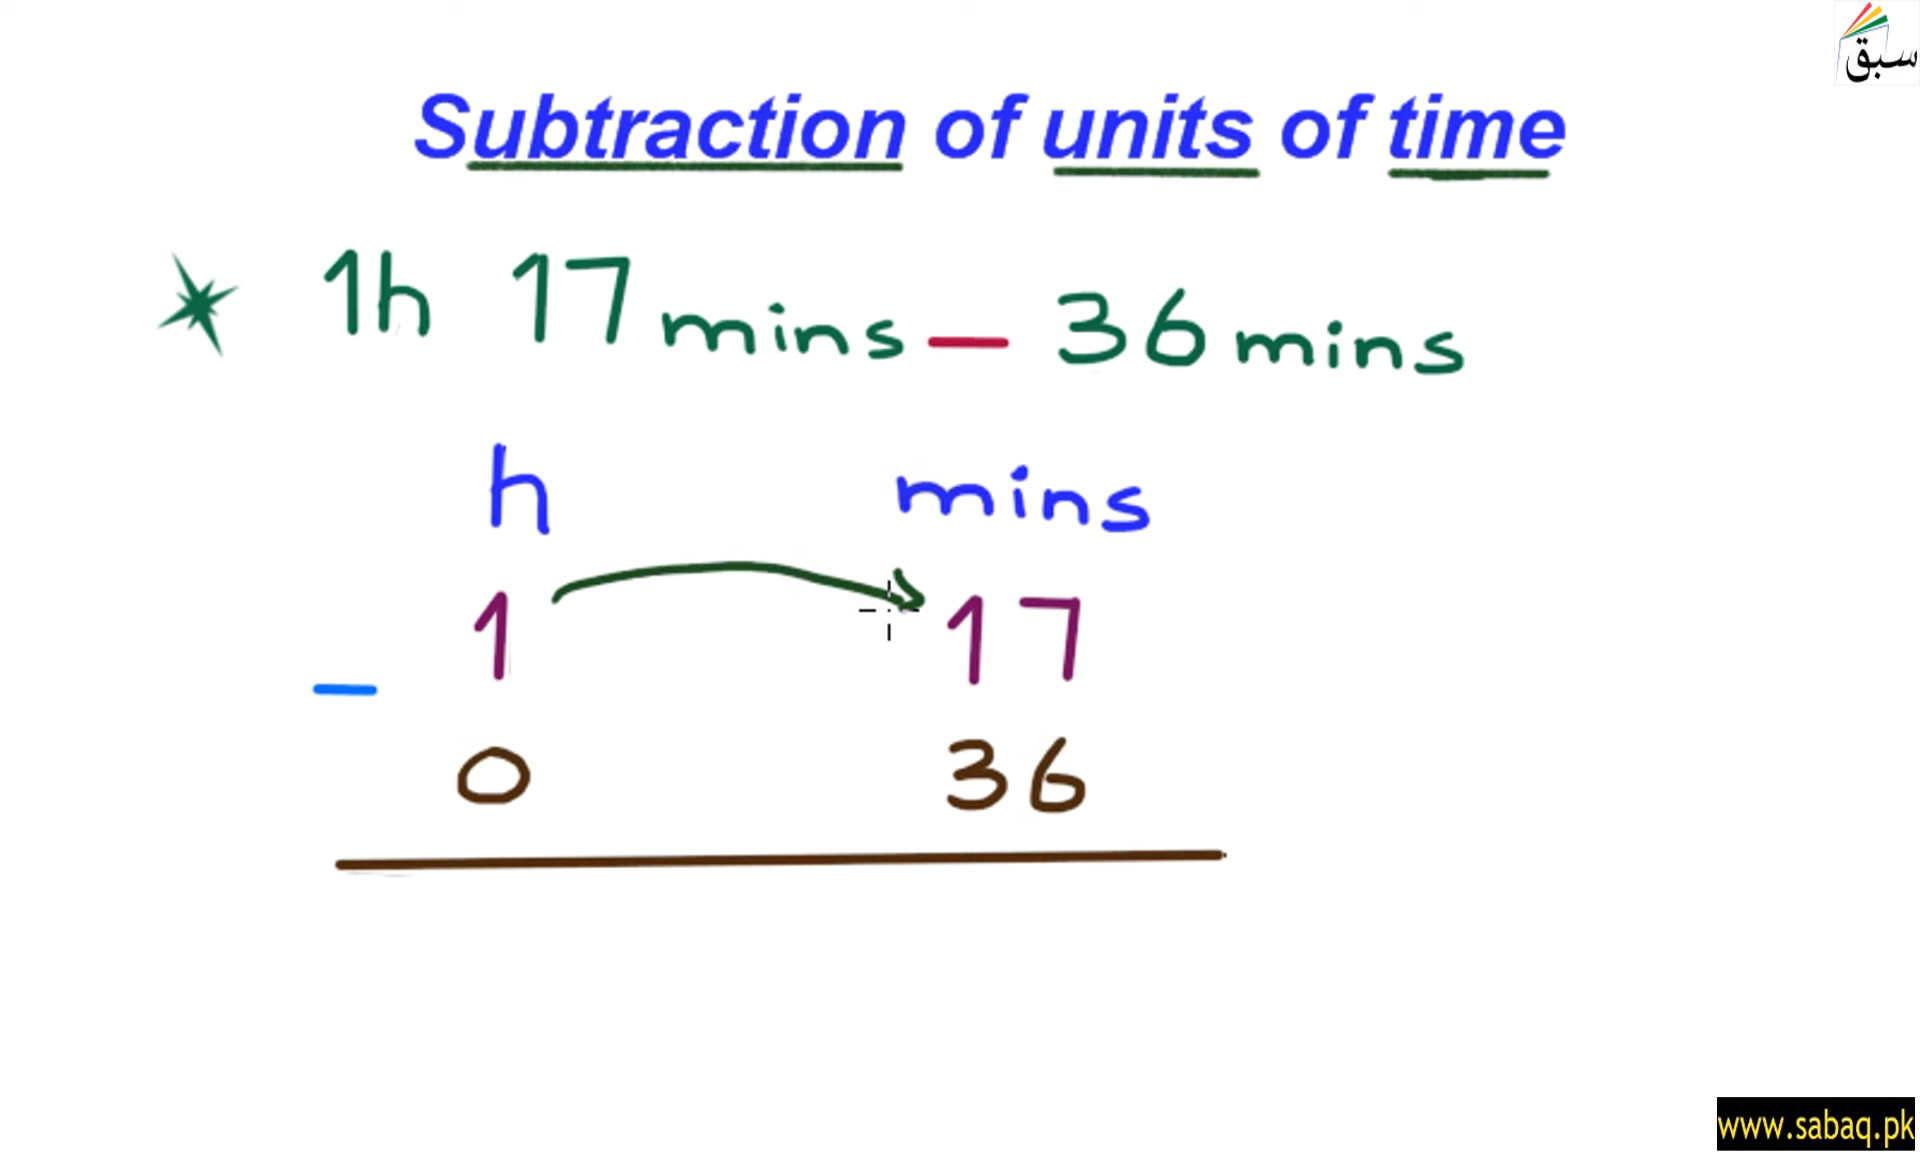 سبق
Subtraction of units of time
1h 17 mins — 36 mins
h mins
1 17
— 0 36
www.sabaq.pk